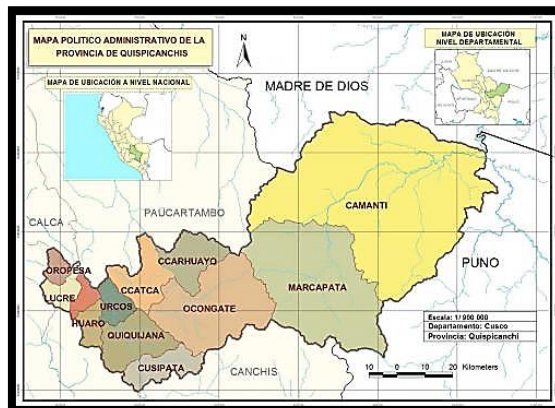 MAPA POLITICO ADMINISTRATIVO DE LA
PROVINCIA DE QUISPICANCHIS
N
MAPA DE UBICACIÓN
NIVEL DEPARTAMENTAL
MAPA DE UBICACIÓN A NIVEL NACIONAL
MADRE DE DIOS
CAMANTI
PAUCARTAMBO
CALCA
CCARHUAYO
PUNO
OROPESA
CCATCA
MARCAPATA
LUCRE
URCOS
OCONGATE
HUARO
QUIQUIJANA
CUSIPATA
CANCHIS
Escala: 1/ 900 000
Departamento: Cusco
Provincia: Quispicanchi
10 0 10 20 Kilometers